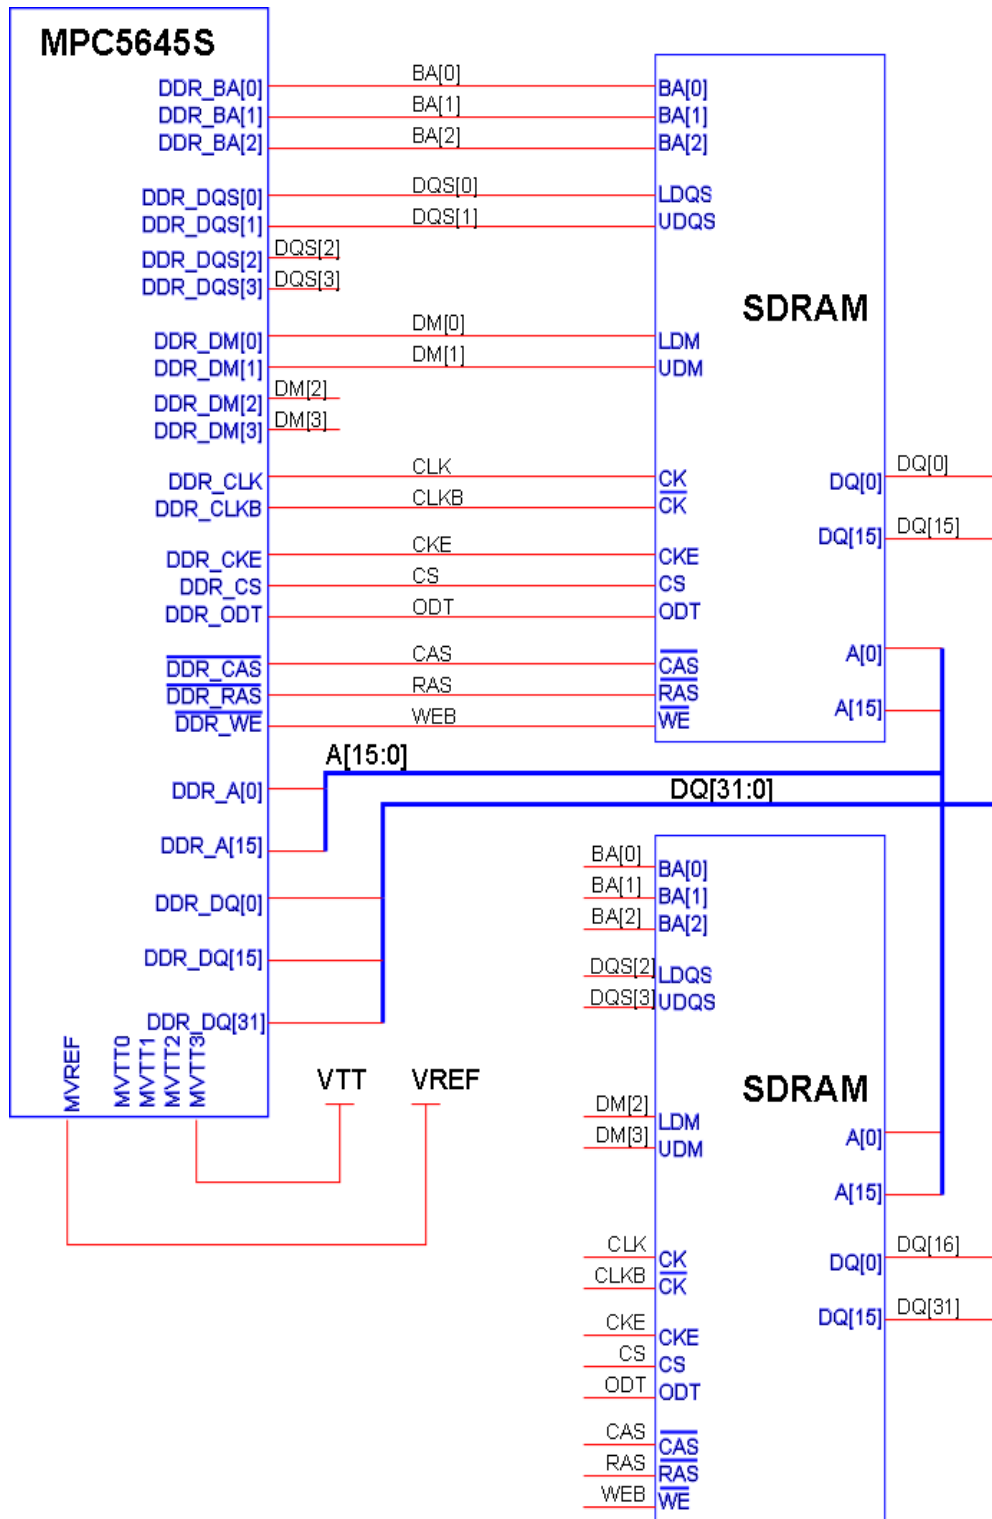 MPC5645S
DDR_BA[0] BA[0] BA[0]
DDR_BA[1] BA[1] BA[1]
DDR_BA[2] BA[2] BA[2]
DDR_DQS[0] DQS[0] LDQS
DDR_DQS[1] DQS[1] UDQS
DDR_DQS[2] DQS[2]
DDR_DQS[3] DQS[3]
SDRAM
DDR_DM[0] DM[0] LDM
DDR_DM[1] DM[1] UDM
DDR_DM[2] DM[2]
DDR_DM[3] DM[3]
DDR_CLK CLK CK DQ[0] DQ[0]
DDR_CLKB CLKB CK
DQ[15] DQ[15]
DDR_CKE CKE CKE
DDR_CS CS CS
DDR_ODT ODT ODT
DDR_CAS CAS CAS A[0]
DDR_RAS RAS RAS
DDR_WE WEB WE A[15]
A[15:0]
DDR_A[0] DQ[31:0]
DDR_A[15] BA[0] BA[0]
DDR_DQ[0] BA[1] BA[1]
BA[2] BA[2]
DDR_DQ[15] DQS[2] LDQS
DQS[3] UDQS
DDR_DQ[31]
MVREF MVTT0 MVTT1 MVTT2 MVTT3
VTT VREF
SDRAM
DM[2] LDM
DM[3] UDM A[0]
A[15]
CLK CK DQ[0] DQ[16]
CLKB CK
DQ[15] DQ[31]
CKE CKE
CS CS
ODT ODT
CAS CAS
RAS RAS
WEB WE